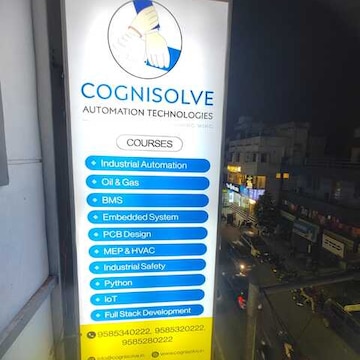 COGNISOLVE
AUTOMATION TECHNOLOGIES
COURSES
Industrial Automation
Oil & Gas
BMS
Embedded System
PCB Design
MEP & HVAC
Industrial Safety
Python
IoT
Full Stack Development
9585340222, 9585320222,
9585280222